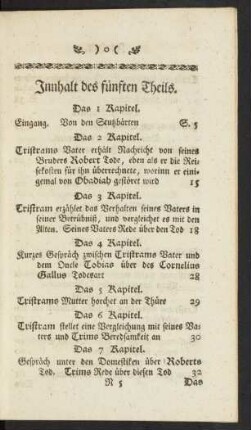 ) o (
Innhalt des fünften Theils.
Das 1 Kapitel.
Eingang. Von den Stutzbärten S. 5
Das 2 Kapitel.
Tristrams Vater erhält Nachricht von seines
Bruders Robert Tode, eben als er die Rei-
sekosten für ihn überrechnete, worinn er eini-
gemal von Obadiah gestöret wird 15
Das 3 Kapitel.
Tristram erzählet das Verhalten seines Vaters in
seiner Betrübniß, und vergleichet es mit den
Alten. Seines Vaters Rede über den Tod 18
Das 4 Kapitel.
Kurzes Gespräch zwischen Tristrams Vater und
dem Oncle Tobias über des Cornelius
Gallus Todesart 28
Das 5 Kapitel.
Tristrams Mutter horchet an der Thüre 29
Das 6 Kapitel.
Tristram stellet eine Vergleichung mit seines Va-
ters und Trims Beredsamkeit an 30
Das 7 Kapitel.
Gespräch unter den Domestiken über Roberts
Tod. Trims Rede über diesen Tod 32
R 5 Das